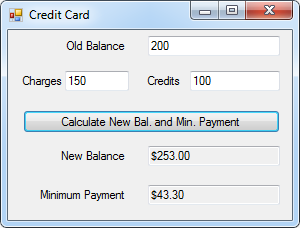 Credit Card
Old Balance 200
Charges 150 Credits 100
Calculate New Bal. and Min. Payment
New Balance $253.00
Minimum Payment $43.30